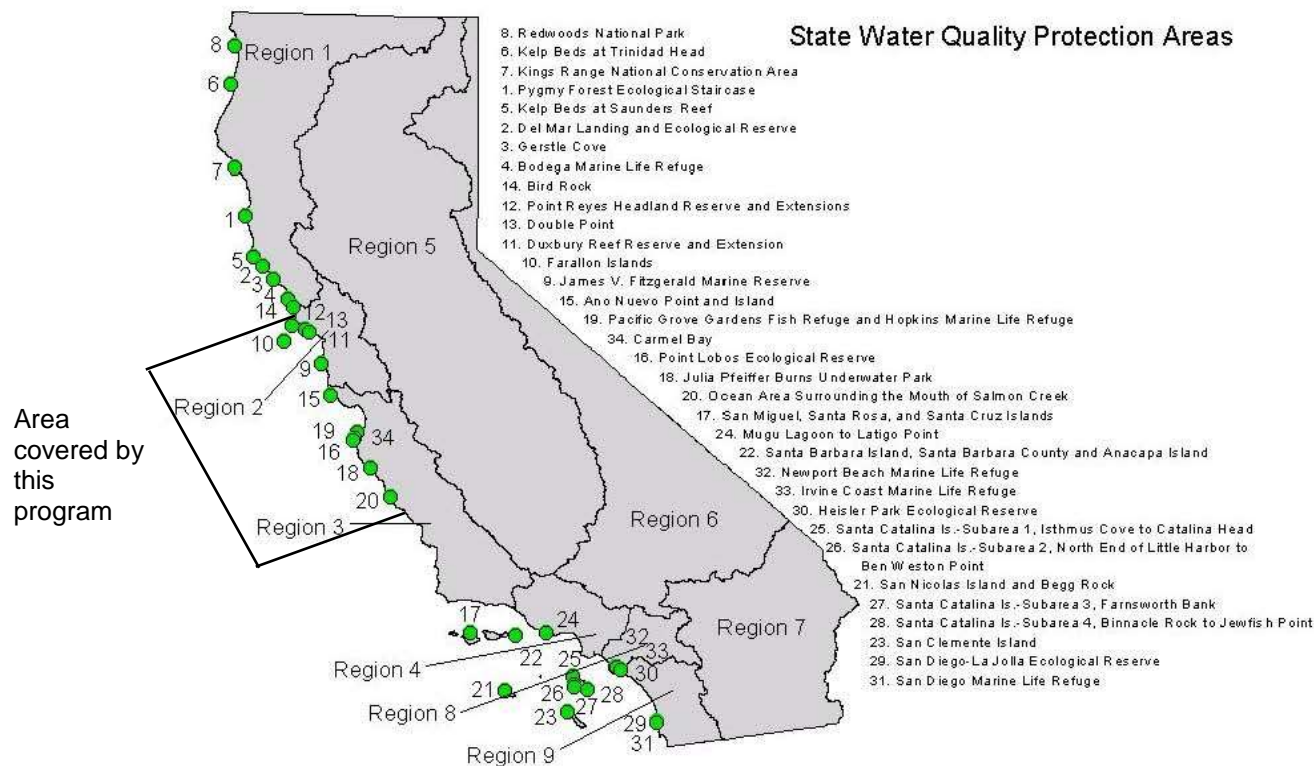 State Water Quality Protection Areas
8. Redwoods National Park
6. Kelp Beds at Trinidad Head
7. Kings Range National Conservation Area
1. Pygmy Forest Ecological Staircase
5. Kelp Beds at Saunders Reef
2. Del Mar Landing and Ecological Reserve
3. Gerstle Cove
4. Bodega Marine Life Refuge
14. Bird Rock
12. Point Reyes Headland Reserve and Extensions
13. Double Point
11. Duxbury Reef Reserve and Extension
10. Farallon Islands
9. James V. Fitzgerald Marine Reserve
15. Ano Nuevo Point and Island
19. Pacific Grove Gardens Fish Refuge and Hopkins Marine Life Refuge
34. Carmel Bay
16. Point Lobos Ecological Reserve
18. Julia Pfeiffer Burns Underwater Park
20. Ocean Area Surrounding the Mouth of Salmon Creek
17. San Miguel, Santa Rosa, and Santa Cruz Islands
24. Mugu Lagoon to Latigo Point
22. Santa Barbara Island, Santa Barbara County and Anacapa Island
32. Newport Beach Marine Life Refuge
33. Irvine Coast Marine Life Refuge
30. Heisler Park Ecological Reserve
25. Santa Catalina Is.-Subarea 1, Isthmus Cove to Catalina Head
26. Santa Catalina Is.-Subarea 2, North End of Little Harbor to
Ben Weston Point
21. San Nicolas Island and Begg Rock
27. Santa Catalina Is.-Subarea 3, Farnsworth Bank
28. Santa Catalina Is.-Subarea 4, Binnacle Rock to Jewfish Point
23. San Clemente Island
29. San Diego-La Jolla Ecological Reserve
31. San Diego Marine Life Refuge
8
Region 1
6
7
1
Region 5
5
2
3
4
14
12
13
10
11
9
Region 2
15
19
34
16
18
20
Region 3
Area
covered by
this
program
Region 6
17
24
22
32
33
Region 7
Region 4
25
30
21
26
28
27
Region 8
23
29
31
Region 9